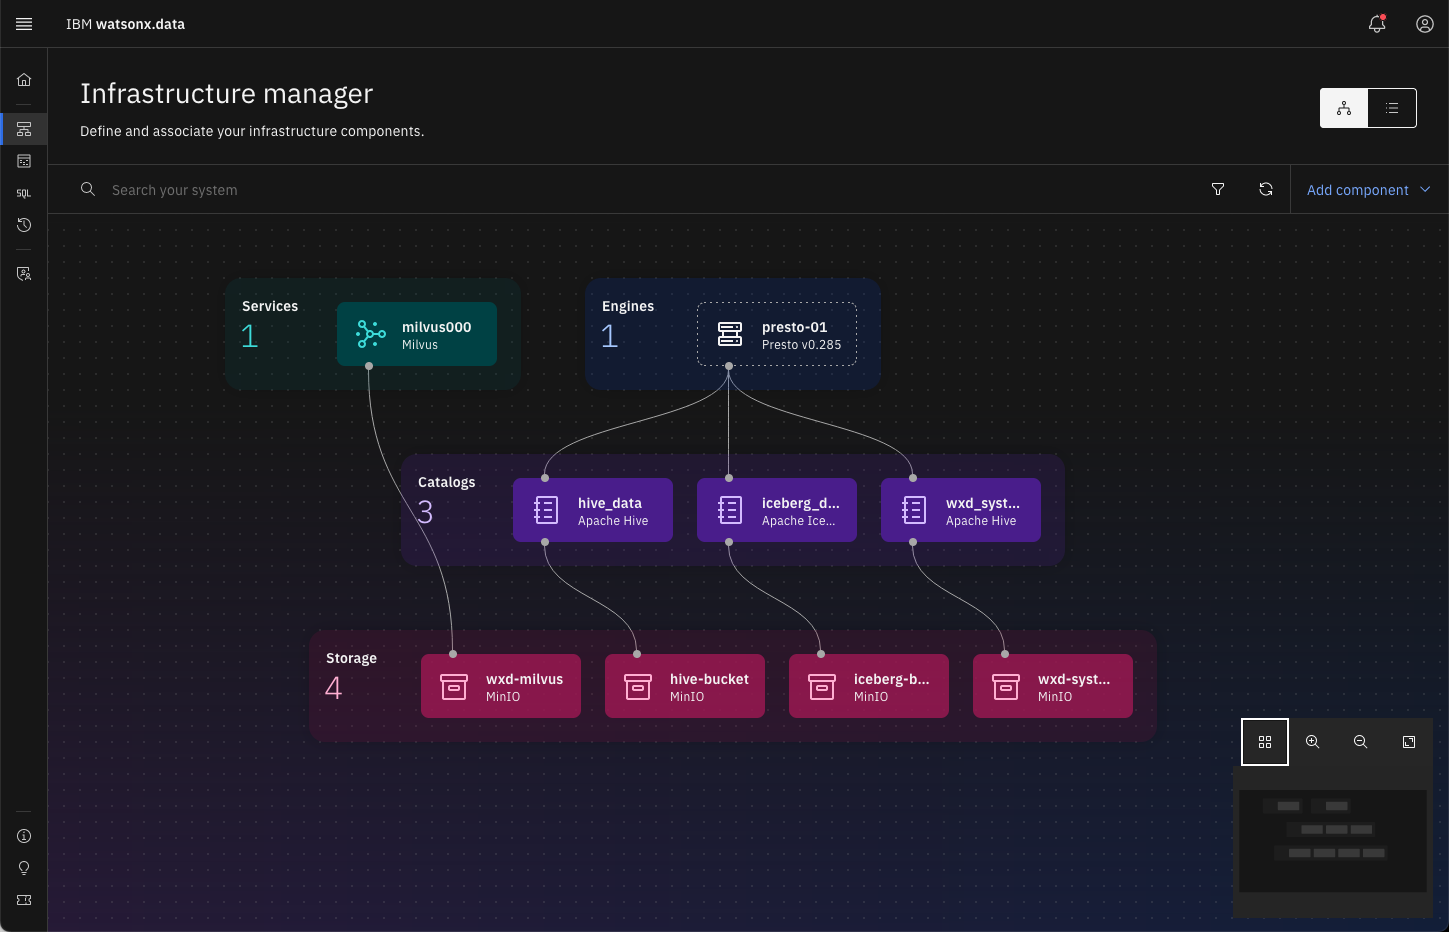 IBM watsonx.data
Infrastructure manager
Define and associate your infrastructure components.
Search your system
Add component
SQL
Services
1
milvus000
Milvus
Engines
1
presto-01
Presto v0.285
Catalogs
3
hive_data
Apache Hive
iceberg_d...
Apache Ice...
wxd_syst...
Apache Hive
Storage
4
wxd-milvus
MinIO
hive-bucket
MinIO
iceberg-b...
MinIO
wxd-syst...
MinIO